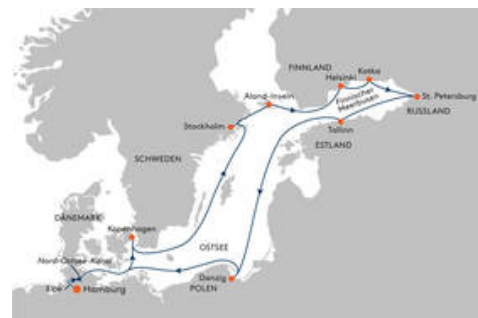 FINNLAND
Kotka
Helsinki
Åland-Inseln
Finnischer
Meerbusen
St. Petersburg
RUSSLAND
Stockholm
Tallinn
ESTLAND
SCHWEDEN
DÄNEMARK
Kopenhagen
OSTSEE
Nord-Ostsee-Kanal
Danzig
POLEN
Elbe
Hamburg